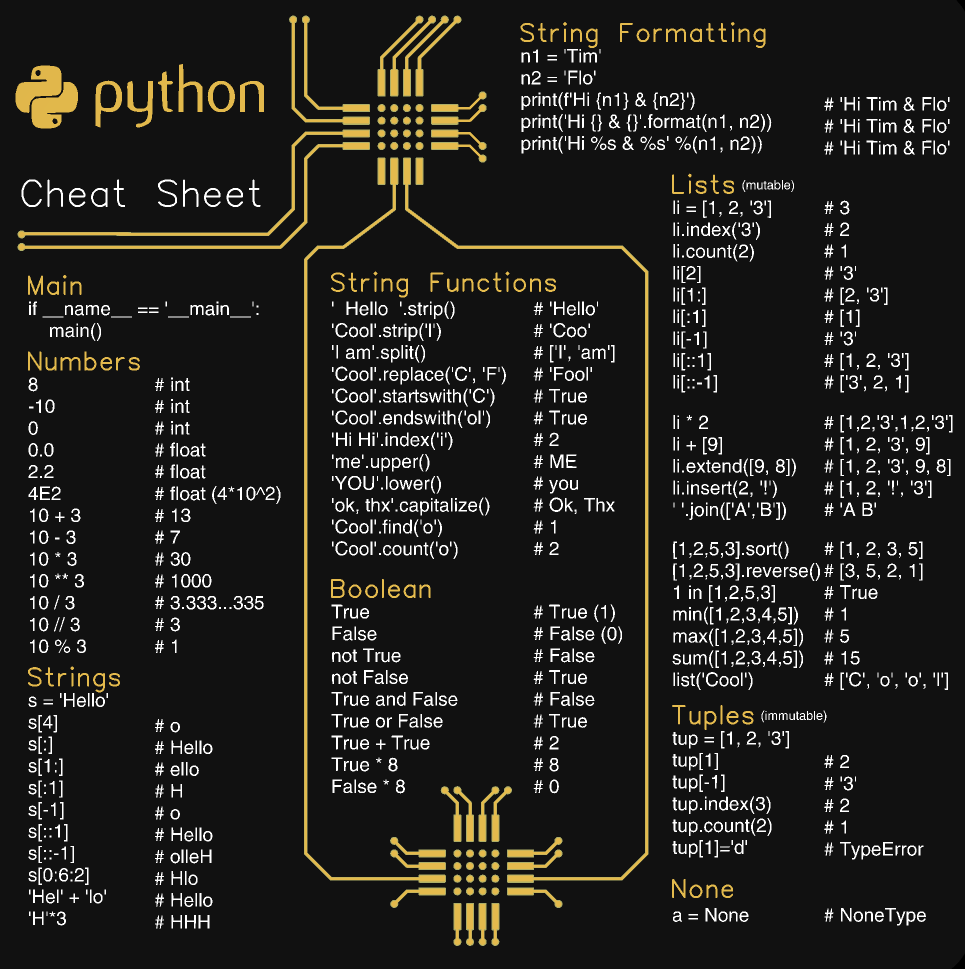 python
Cheat Sheet
Main
if __name__ == '__main__':
main()
Numbers
8 # int
-10 # int
0 # int
0.0 # float
2.2 # float
4E2 # float (4*10^2)
10 + 3 # 13
10 - 3 # 7
10 * 3 # 30
10 ** 3 # 1000
10 / 3 # 3.333...335
10 // 3 # 3
10 % 3 # 1
Strings
s = 'Hello'
s[4] # o
s[:] # Hello
s[1:] # ello
s[:1] # H
s[-1] # o
s[::1] # Hello
s[::-1] # olleH
s[0:6:2] # Hlo
'Hel' + 'lo' # Hello
'H'*3 # HHH
String Functions
'  Hello  '.strip() # 'Hello'
'Cool'.strip('l') # 'Coo'
'I am'.split() # ['I', 'am']
'Cool'.replace('C', 'F') # 'Fool'
'Cool'.startswith('C') # True
'Cool'.endswith('ol') # True
'Hi Hi'.index('i') # 2
'me'.upper() # ME
'YOU'.lower() # you
'ok, thx'.capitalize() # Ok, Thx
'Cool'.find('o') # 1
'Cool'.count('o') # 2
Boolean
True # True (1)
False # False (0)
not True # False
not False # True
True and False # False
True or False # True
True + True # 2
True * 8 # 8
False * 8 # 0
String Formatting
n1 = 'Tim'
n2 = 'Flo'
print(f'Hi {n1} & {n2}') # 'Hi Tim & Flo'
print('Hi {} & {}'.format(n1, n2)) # 'Hi Tim & Flo'
print('Hi %s & %s' %(n1, n2)) # 'Hi Tim & Flo'
Lists (mutable)
li = [1, 2, '3'] # 3
li.index('3') # 2
li.count(2) # 1
li[2] # '3'
li[1:] # [2, '3']
li[:1] # [1]
li[-1] # '3'
li[::1] # [1, 2, '3']
li[::-1] # ['3', 2, 1]
li * 2 # [1,2,'3',1,2,'3']
li + [9] # [1, 2, '3', 9]
li.extend([9, 8]) # [1, 2, '3', 9, 8]
li.insert(2, '!') # [1, 2, '!', '3']
' '.join(['A','B']) # 'A B'
[1,2,5,3].sort() # [1, 2, 3, 5]
[1,2,5,3].reverse() # [3, 5, 2, 1]
1 in [1,2,5,3] # True
min([1,2,3,4,5]) # 1
max([1,2,3,4,5]) # 5
sum([1,2,3,4,5]) # 15
list('Cool') # ['C', 'o', 'o', 'l']
Tuples (immutable)
tup = [1, 2, '3']
tup[1] # 2
tup[-1] # '3'
tup.index(3) # 2
tup.count(2) # 1
tup[1]='d' # TypeError
None
a = None # NoneType